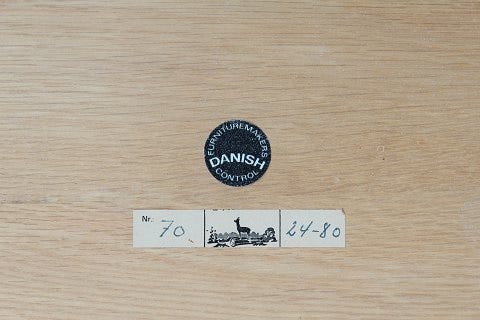 FURNITUREMAKERS
DANISH
CONTROL
Nr. 70 24-80